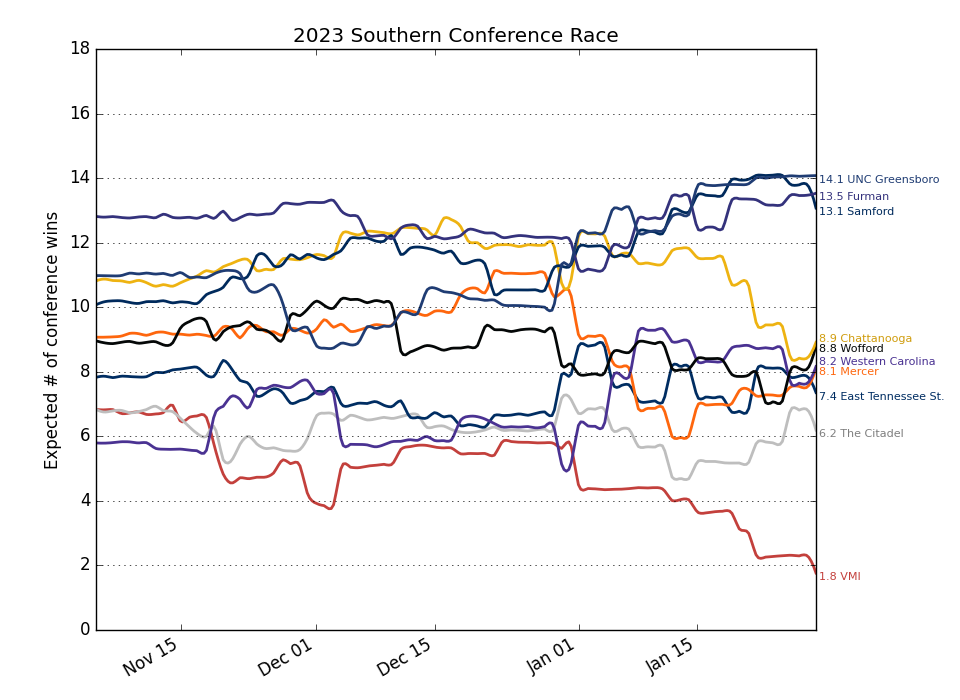 2023 Southern Conference Race
Expected # of conference wins
18
16
14
12
10
8
6
4
2
0
Nov 15
Dec 01
Dec 15
Jan 01
Jan 15
14.1 UNC Greensboro
13.5 Furman
13.1 Samford
8.9 Chattanooga
8.8 Wofford
8.2 Western Carolina
8.1 Mercer
7.4 East Tennessee St.
6.2 The Citadel
1.8 VMI